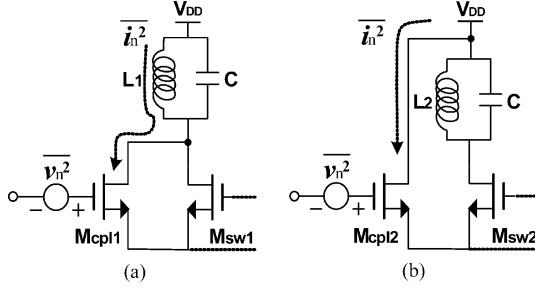 V_DD
i_n^2
L1
C
v_n^2
−
+
Mcpl1
Msw1
(a)
V_DD
i_n^2
L2
C
v_n^2
−
+
Mcpl2
Msw2
(b)